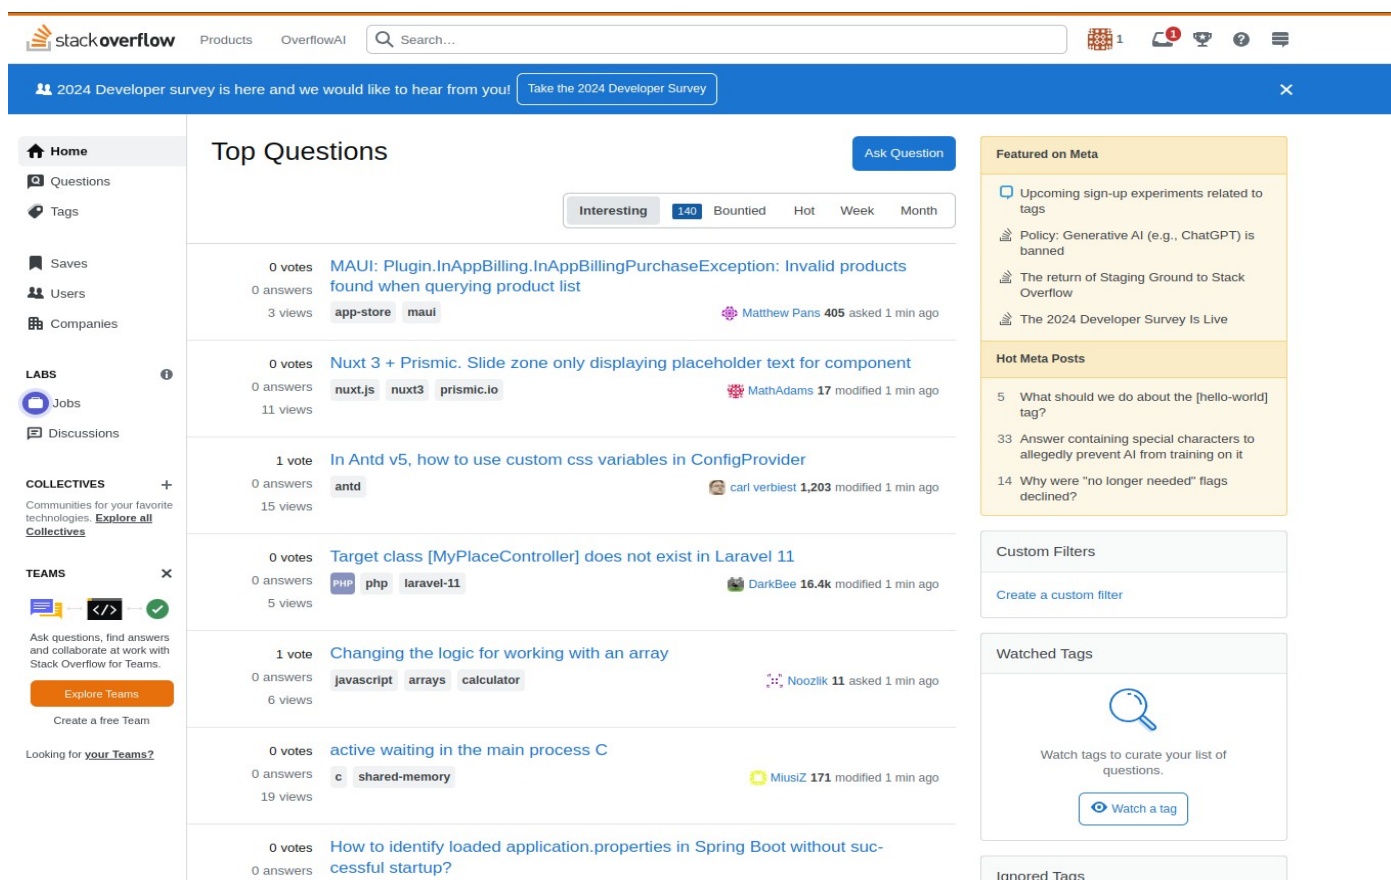 stackoverflow
Products
OverflowAI
Search...
1
1
2024 Developer survey is here and we would like to hear from you!
Take the 2024 Developer Survey
Home
Questions
Tags
Saves
Users
Companies
LABS
Jobs
Discussions
COLLECTIVES
Communities for your favorite
technologies. Explore all
Collectives
TEAMS
Ask questions, find answers
and collaborate at work with
Stack Overflow for Teams.
Explore Teams
Create a free Team
Looking for your Teams?
Top Questions
Ask Question
Interesting
140 Bountied
Hot
Week
Month
0 votes
0 answers
3 views
MAUI: Plugin.InAppBilling.InAppBillingPurchaseException: Invalid products
found when querying product list
app-store maui
Matthew Pans 405 asked 1 min ago
0 votes
0 answers
11 views
Nuxt 3 + Prismic. Slide zone only displaying placeholder text for component
nuxt.js nuxt3 prismic.io
MathAdams 17 modified 1 min ago
1 vote
0 answers
15 views
In Antd v5, how to use custom css variables in ConfigProvider
antd
carl verbiest 1,203 modified 1 min ago
0 votes
0 answers
5 views
Target class [MyPlaceController] does not exist in Laravel 11
PHP php laravel-11
DarkBee 16.4k modified 1 min ago
1 vote
0 answers
6 views
Changing the logic for working with an array
javascript arrays calculator
Noozlik 11 asked 1 min ago
0 votes
0 answers
19 views
active waiting in the main process C
c shared-memory
MiusiZ 171 modified 1 min ago
0 votes
0 answers
How to identify loaded application.properties in Spring Boot without suc-
cessful startup?
Featured on Meta
Upcoming sign-up experiments related to
tags
Policy: Generative AI (e.g., ChatGPT) is
banned
The return of Staging Ground to Stack
Overflow
The 2024 Developer Survey Is Live
Hot Meta Posts
5 What should we do about the [hello-world]
tag?
33 Answer containing special characters to
allegedly prevent AI from training on it
14 Why were "no longer needed" flags
declined?
Custom Filters
Create a custom filter
Watched Tags
Watch tags to curate your list of
questions.
Watch a tag
Ignored Tags